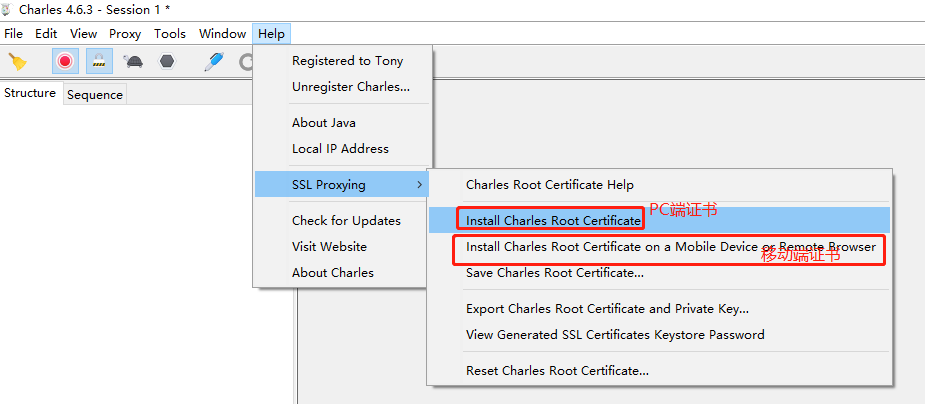 Charles 4.6.3 - Session 1 *
File Edit View Proxy Tools Window Help
Structure Sequence
Registered to Tony
Unregister Charles...
About Java
Local IP Address
SSL Proxying
Check for Updates
Visit Website
About Charles
Charles Root Certificate Help
Install Charles Root Certificate PC端证书
Install Charles Root Certificate on a Mobile Device or Remote Browser
移动端证书
Save Charles Root Certificate...
Export Charles Root Certificate and Private Key...
View Generated SSL Certificates Keystore Password
Reset Charles Root Certificate...